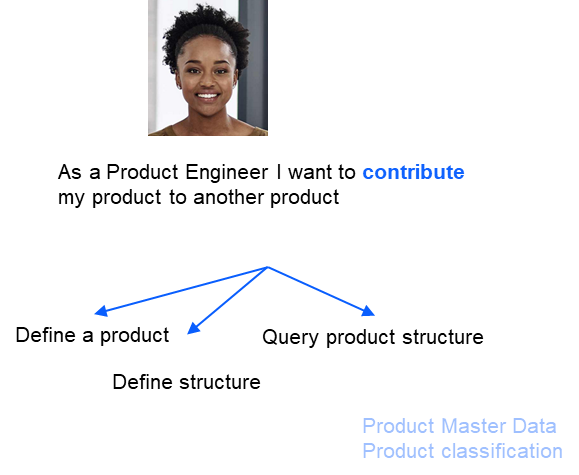 As a Product Engineer I want to contribute
my product to another product
Define a product
Query product structure
Define structure
Product Master Data
Product classification